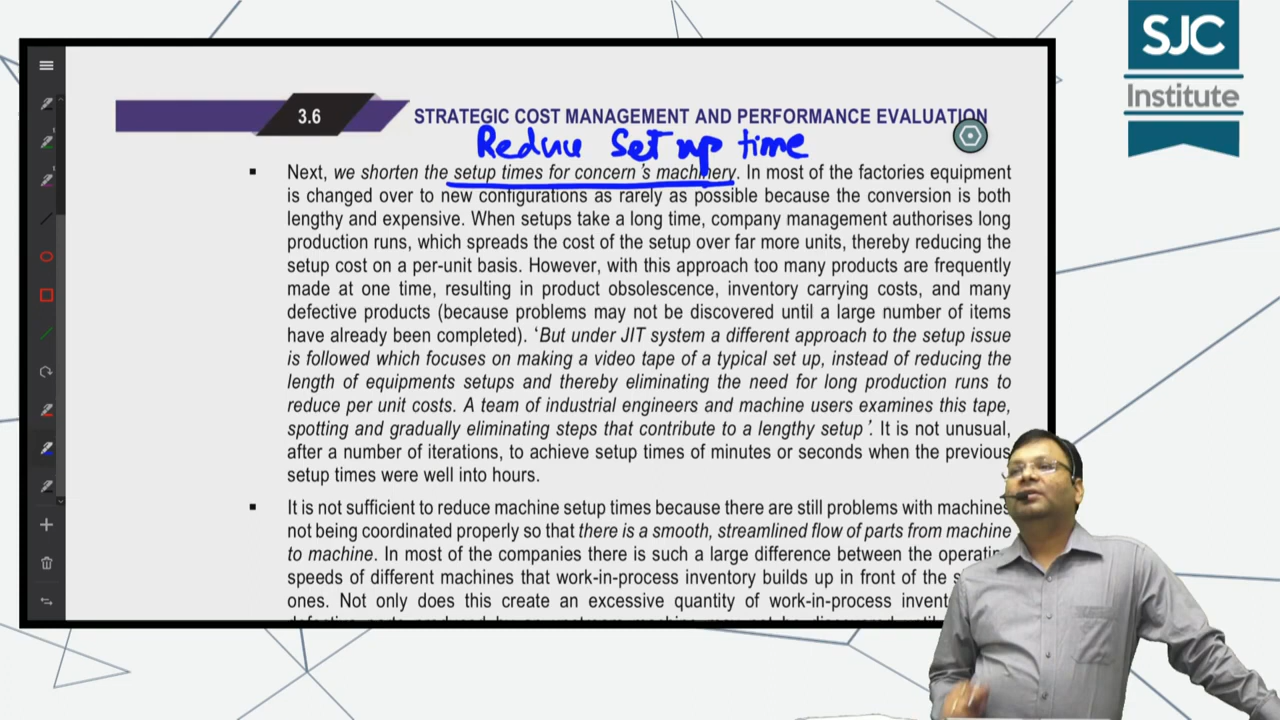 SJC
Institute
3.6
STRATEGIC COST MANAGEMENT AND PERFORMANCE EVALUATION
Reduce Set up time
▪ Next, we shorten the setup times for concern's machinery. In most of the factories equipment
is changed over to new configurations as rarely as possible because the conversion is both
lengthy and expensive. When setups take a long time, company management authorises long
production runs, which spreads the cost of the setup over far more units, thereby reducing the
setup cost on a per-unit basis. However, with this approach too many products are frequently
made at one time, resulting in product obsolescence, inventory carrying costs, and many
defective products (because problems may not be discovered until a large number of items
have already been completed). 'But under JIT system a different approach to the setup issue
is followed which focuses on making a video tape of a typical set up, instead of reducing the
length of equipments setups and thereby eliminating the need for long production runs to
reduce per unit costs. A team of industrial engineers and machine users examines this tape,
spotting and gradually eliminating steps that contribute to a lengthy setup'. It is not unusual,
after a number of iterations, to achieve setup times of minutes or seconds when the previous
setup times were well into hours.
▪ It is not sufficient to reduce machine setup times because there are still problems with machines
not being coordinated properly so that there is a smooth, streamlined flow of parts from machine
to machine. In most of the companies there is such a large difference between the
speeds of different machines that work-in-process inventory builds up in front of the
ones. Not only does this create an excessive quantity of work-in-process